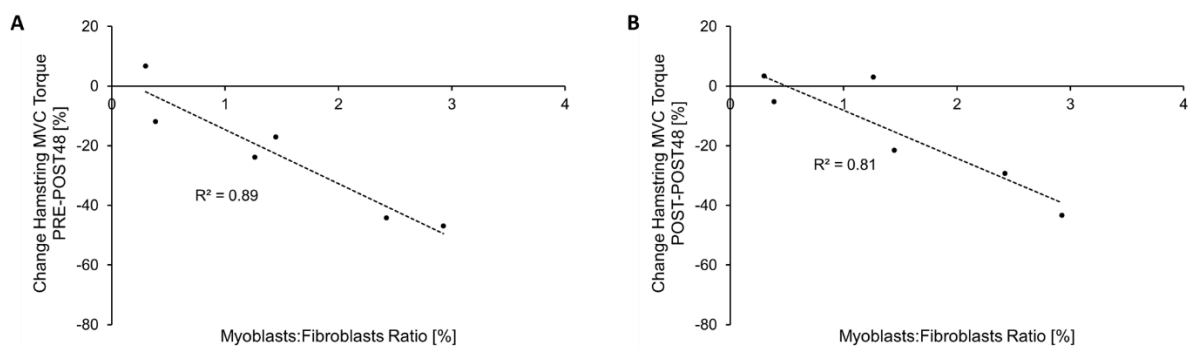 A
Change Hamstring MVC Torque
PRE-POST48 [%]
20
0
-20
-40
-60
-80
0
1
2
3
4
R² = 0.89
Myoblasts:Fibroblasts Ratio [%]
B
Change Hamstring MVC Torque
POST-POST48 [%]
20
0
-20
-40
-60
-80
0
1
2
3
4
R² = 0.81
Myoblasts:Fibroblasts Ratio [%]